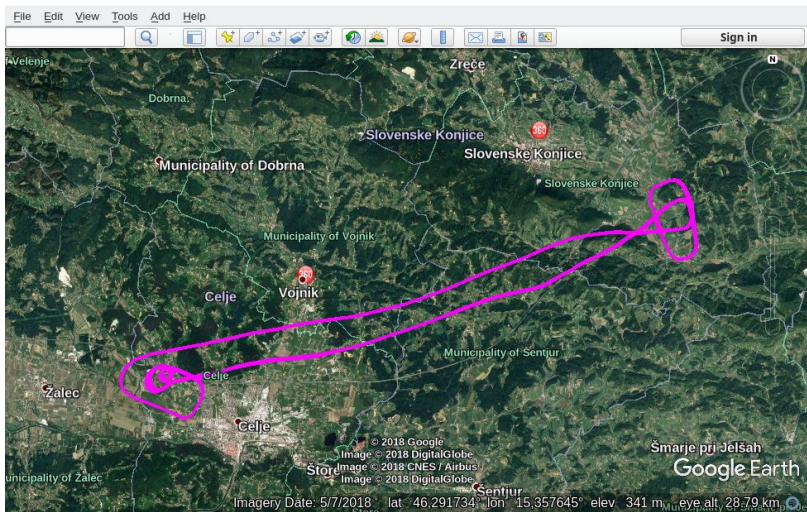 File Edit View Tools Add Help
Sign in
Velenje
Zreče
N
Dobrna
360
Slovenske Konjice
Slovenske Konjice
Municipality of Dobrna
Slovenske Konjice
Municipality of Vojnik
360
Vojnik
Celje
Municipality of Šentjur
Celje
Žalec
Celje
© 2018 Google
Image © 2018 DigitalGlobe
Image © 2018 CNES / Airbus
Image © 2018 DigitalGlobe
Štore
Šmarje pri Jelšah
Google Earth
unicipality of Žalec
Šentjur
Imagery Date: 5/7/2018 lat 46,291734° lon 15,357645° elev 341 m eye alt 28.79 km